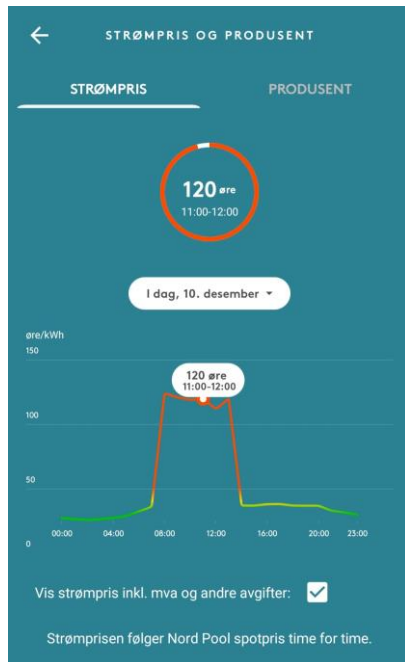 STRØMPRIS OG PRODUSENT
STRØMPRIS PRODUSENT
120 øre
11:00-12:00
I dag, 10. desember
øre/kWh
150
120 øre
11:00-12:00
100
50
00:00 04:00 08:00 12:00 16:00 20:00 23:00
0
Vis strømpris inkl. mva og andre avgifter:
Strømprisen følger Nord Pool spotpris time for time.